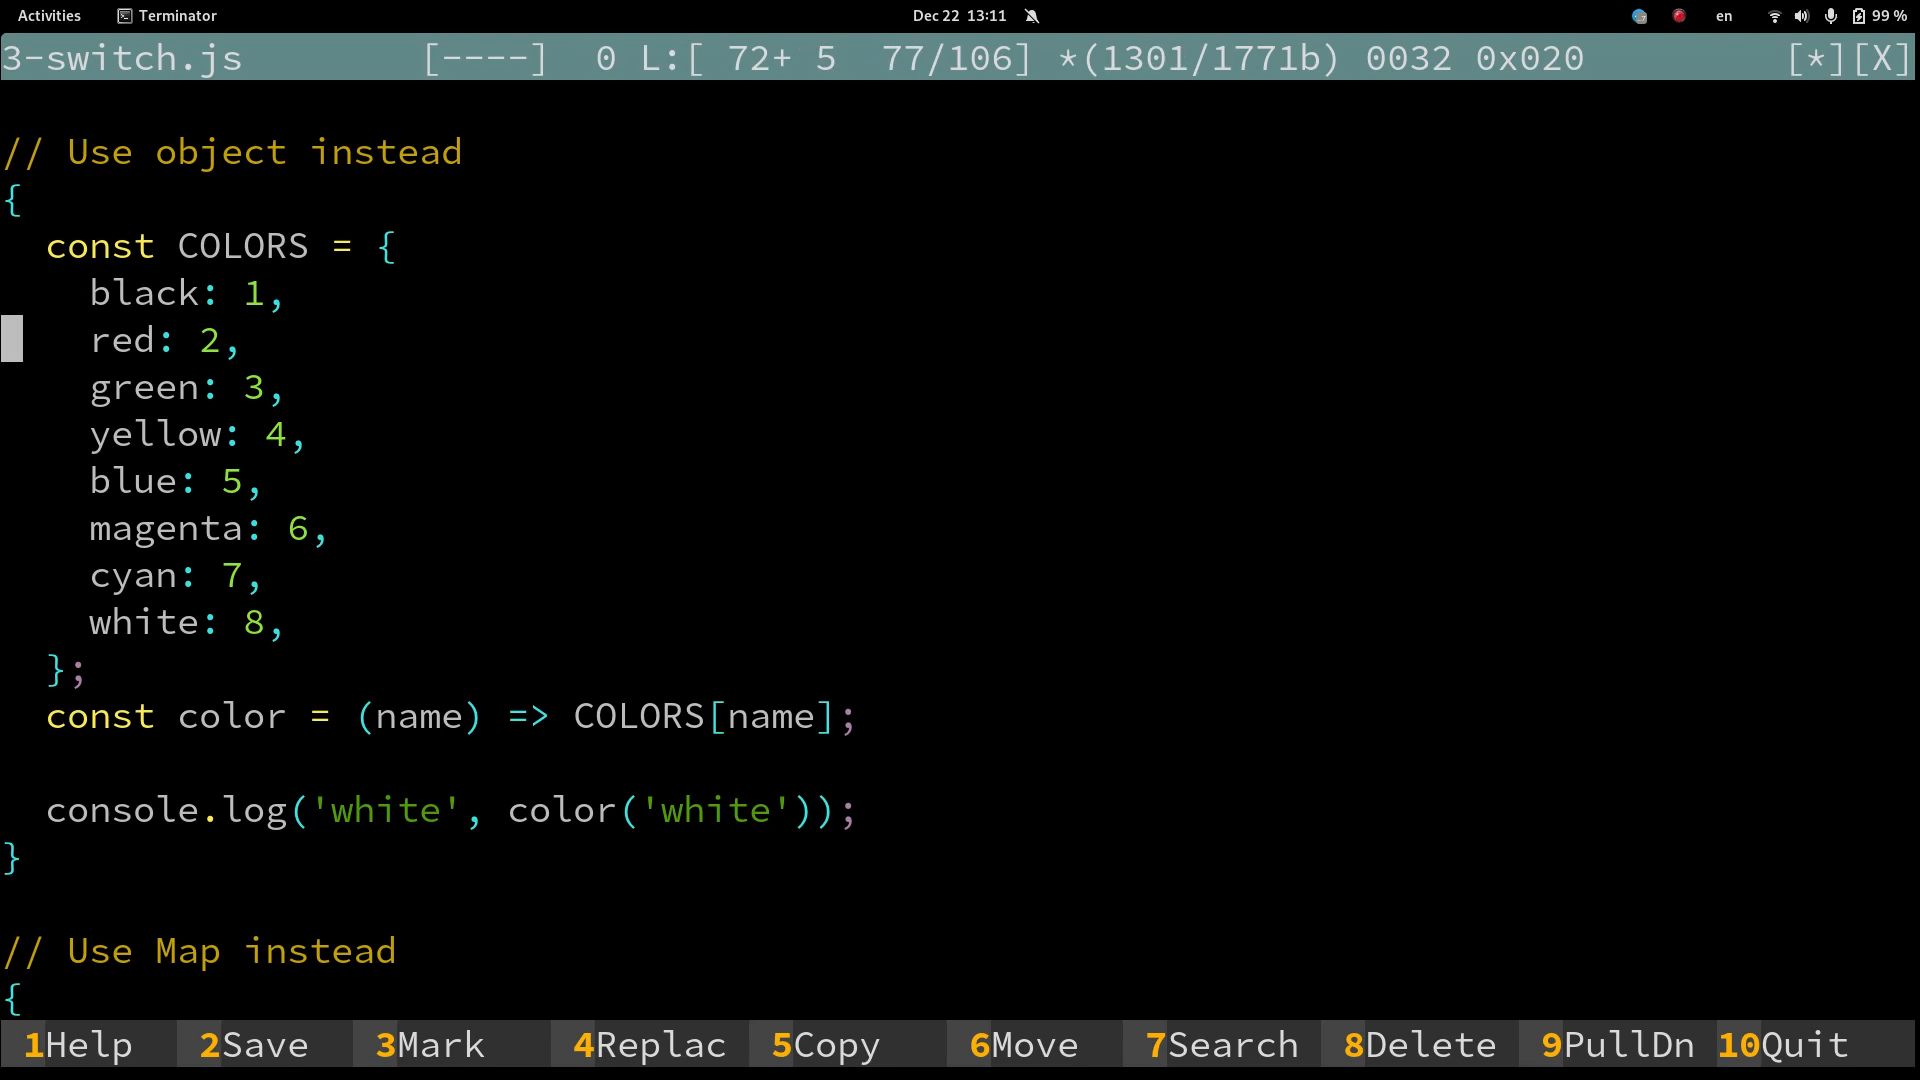 Activities Terminator Dec 22 13:11 en 99 %
3-switch.js [----] 0 L:[ 72+ 5 77/106] *(1301/1771b) 0032 0x020 [*][X]
// Use object instead
{
  const COLORS = {
    black: 1,
    red: 2,
    green: 3,
    yellow: 4,
    blue: 5,
    magenta: 6,
    cyan: 7,
    white: 8,
  };
  const color = (name) => COLORS[name];
  console.log('white', color('white'));
}
// Use Map instead
{
1Help 2Save 3Mark 4Replac 5Copy 6Move 7Search 8Delete 9PullDn 10Quit